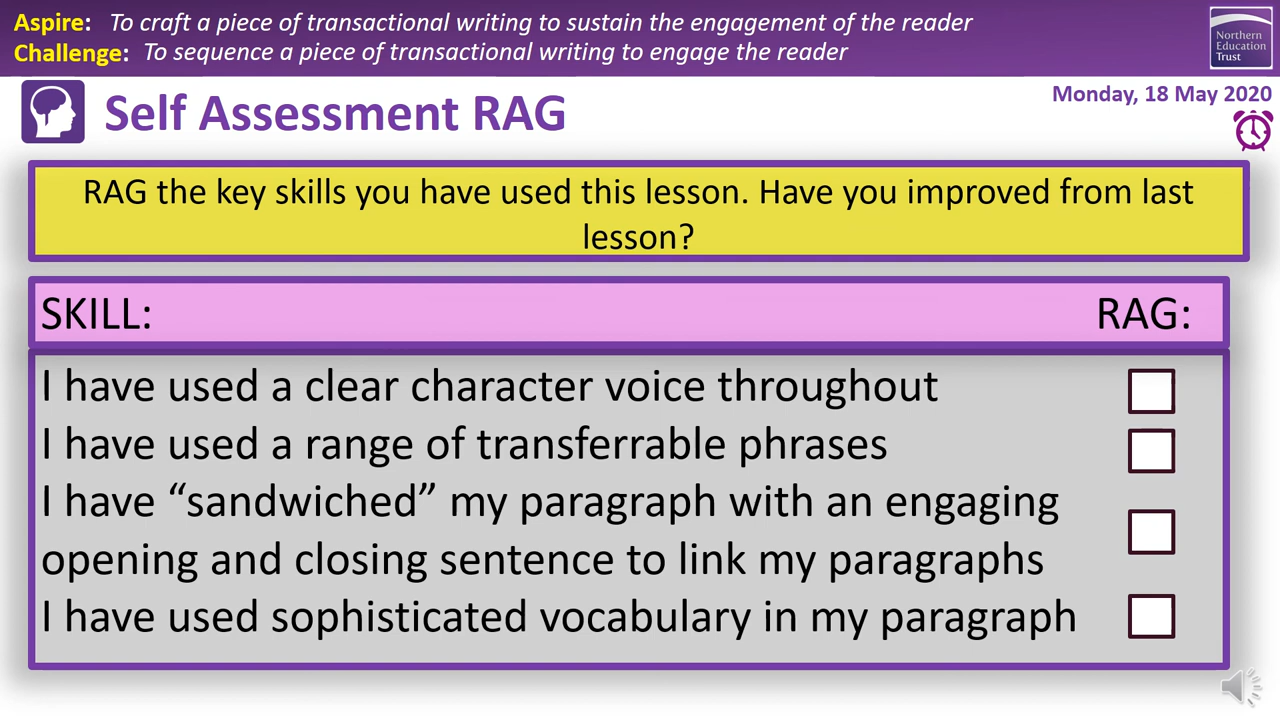 Aspire: To craft a piece of transactional writing to sustain the engagement of the reader
Challenge: To sequence a piece of transactional writing to engage the reader
Northern
Education
Trust
Self Assessment RAG
Monday, 18 May 2020
RAG the key skills you have used this lesson. Have you improved from last
lesson?
SKILL: RAG:
I have used a clear character voice throughout
I have used a range of transferrable phrases
I have “sandwiched” my paragraph with an engaging
opening and closing sentence to link my paragraphs
I have used sophisticated vocabulary in my paragraph